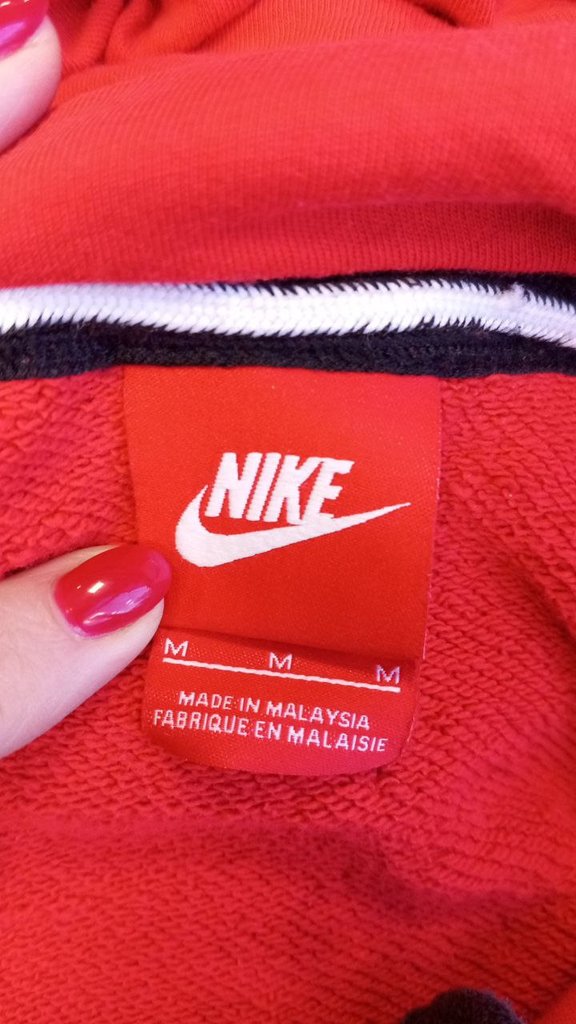 NIKE
M M M
MADE IN MALAYSIA
FABRIQUE EN MALAISIE